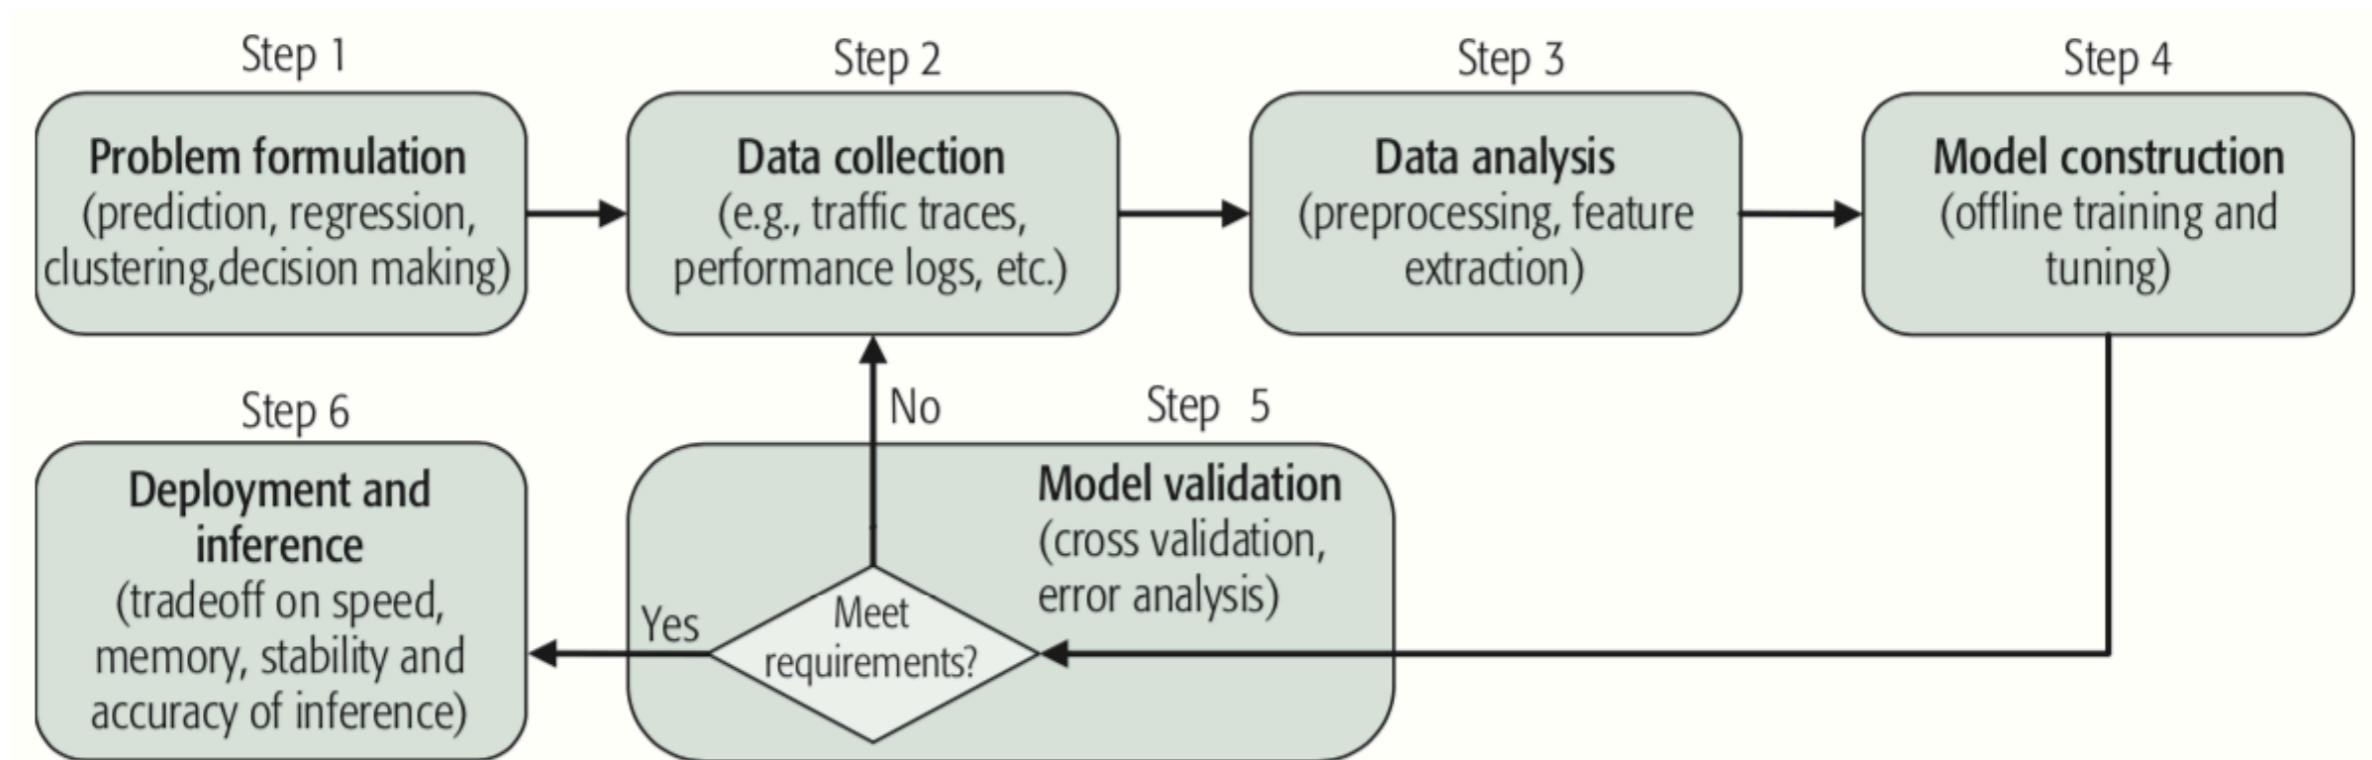 Step 1
Problem formulation
(prediction, regression,
clustering,decision making)
Step 2
Data collection
(e.g., traffic traces,
performance logs, etc.)
Step 3
Data analysis
(preprocessing, feature
extraction)
Step 4
Model construction
(offline training and
tuning)
Step 5
Model validation
(cross validation,
error analysis)
Meet
requirements?
No
Yes
Step 6
Deployment and
inference
(tradeoff on speed,
memory, stability and
accuracy of inference)